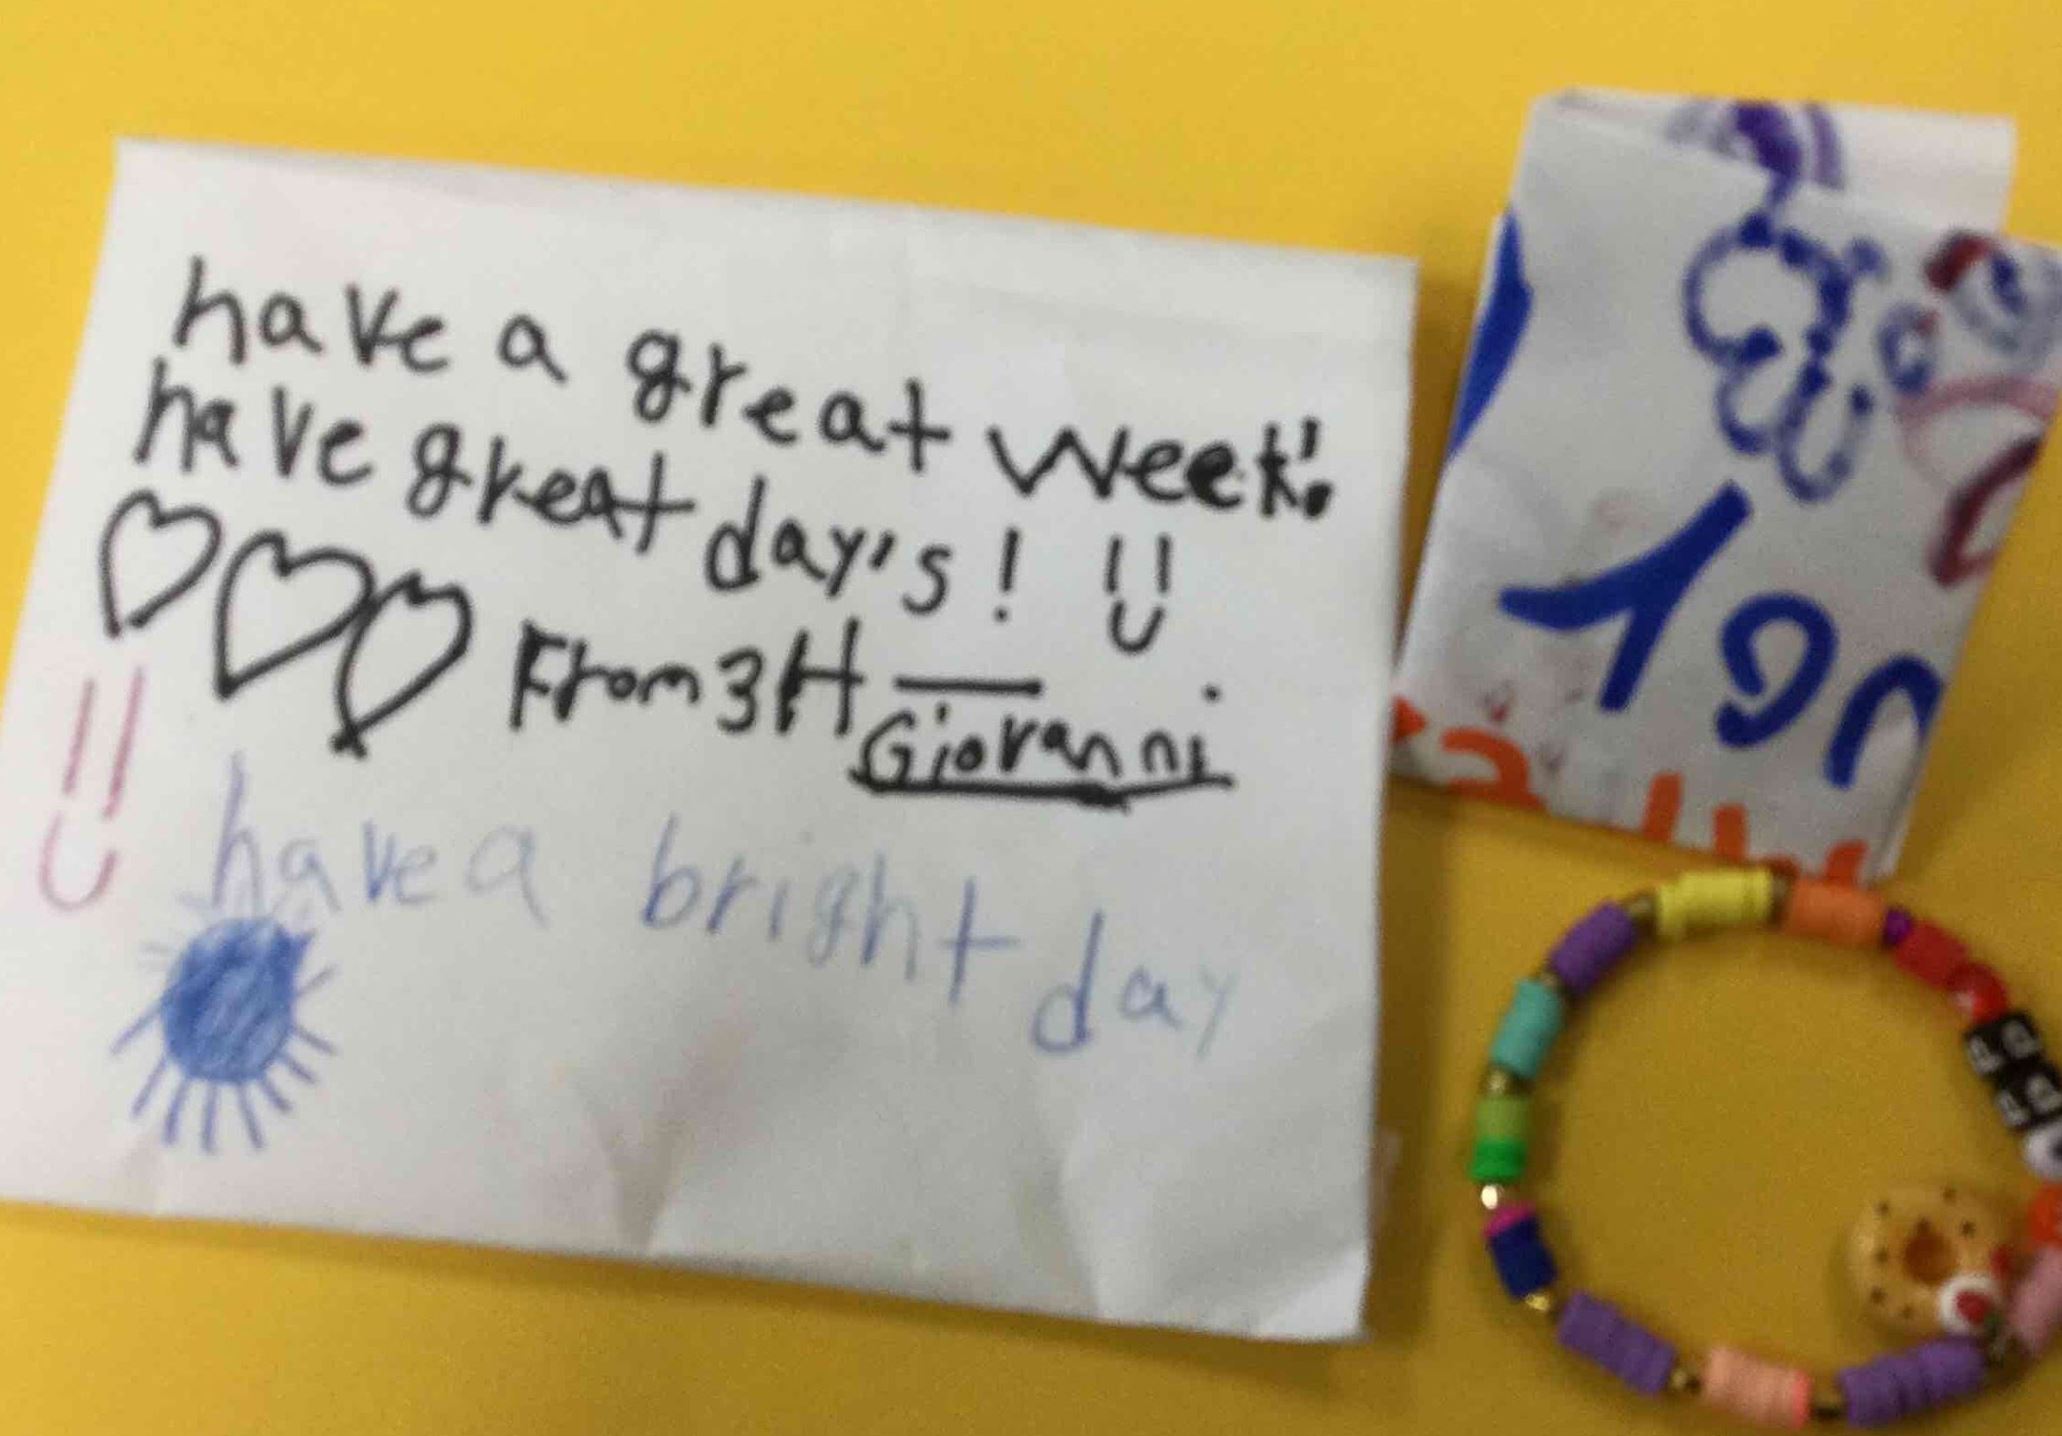 have a great week!
have great day's!
From 3H
Giovanni
have a bright day